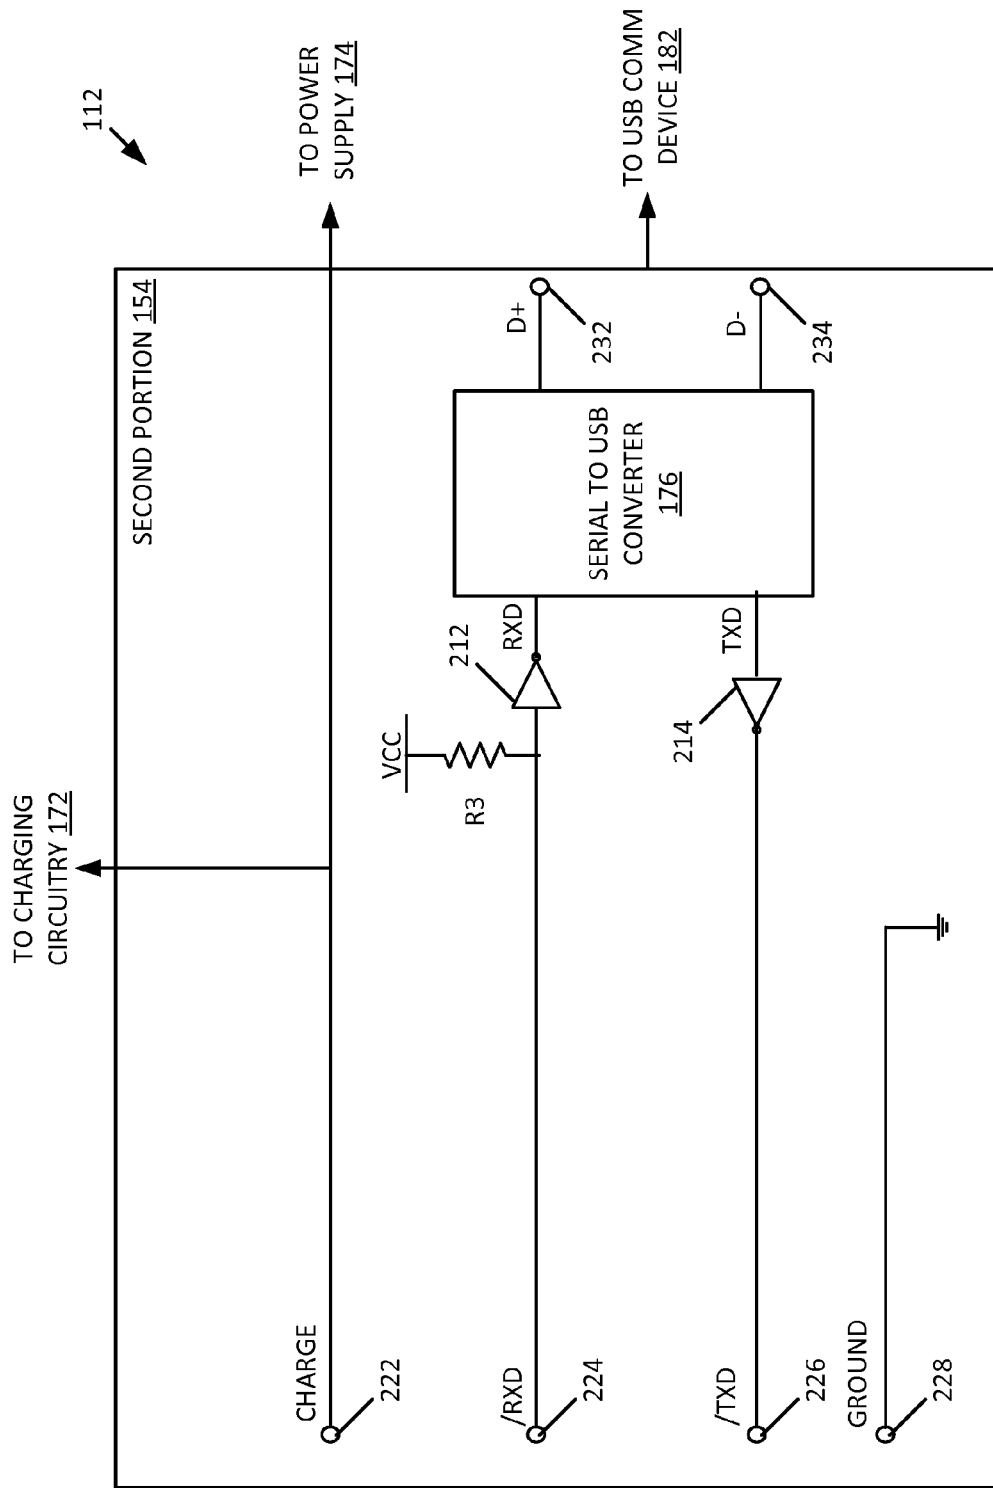 112
TO CHARGING
CIRCUITRY 172
TO POWER
SUPPLY 174
SECOND PORTION 154
TO USB COMM
DEVICE 182
CHARGE
222
VCC
R3
212
/RXD
224
RXD
D+
232
SERIAL TO USB
CONVERTER
176
/TXD
226
214
TXD
D-
234
GROUND
228